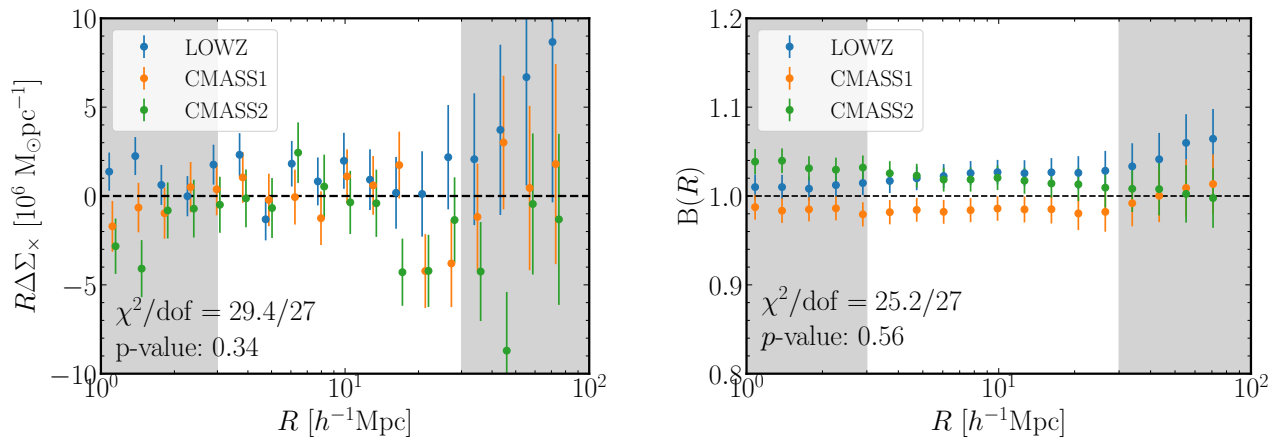 10
5
0
−5
−10
RΔΣ× [10⁶ M⊙pc⁻¹]
LOWZ
CMASS1
CMASS2
χ²/dof = 29.4/27
p-value: 0.34
10⁰
10¹
10²
R [h⁻¹Mpc]
1.2
1.1
1.0
0.9
0.8
B(R)
LOWZ
CMASS1
CMASS2
χ²/dof = 25.2/27
p-value: 0.56
10⁰
10¹
10²
R [h⁻¹Mpc]